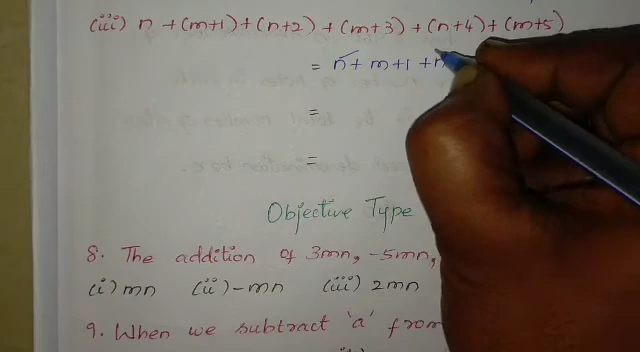 (iii) n + (m+1) + (n+2) + (m+3) + (n+4) + (m+5)
= n + m+1 + n
=
=
Objective Type
8. The addition of 3mn, -5mn,
(i) mn (ii) -mn (iii) 2mn
9. When we subtract 'a' from